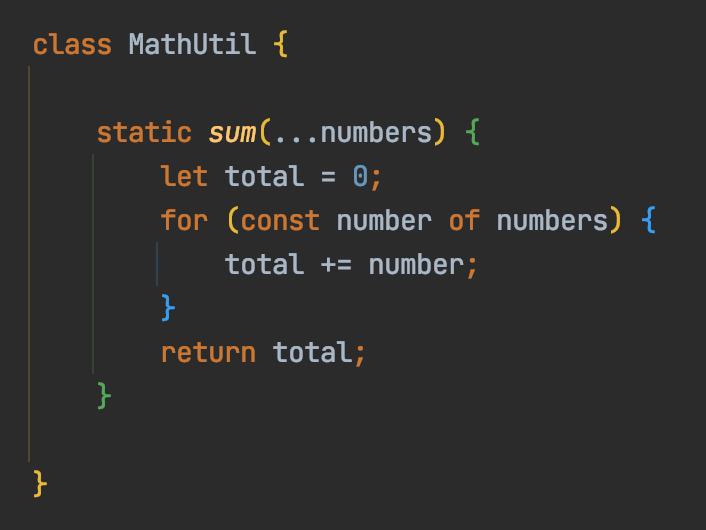 class MathUtil {
    static sum(...numbers) {
        let total = 0;
        for (const number of numbers) {
            total += number;
        }
        return total;
    }
}